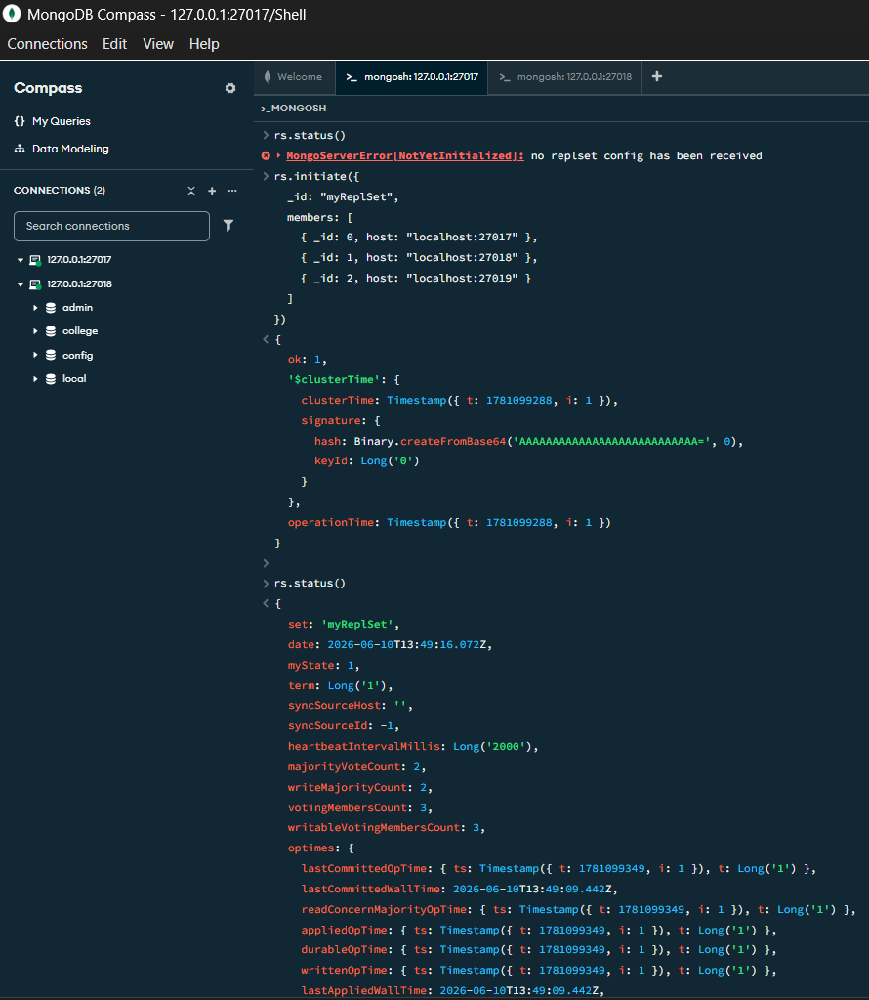 MongoDB Compass - 127.0.0.1:27017/Shell
Connections Edit View Help
Compass
My Queries
Data Modeling
CONNECTIONS (2)
Search connections
127.0.0.1:27017
127.0.0.1:27018
admin
college
config
local
Welcome
>_ mongosh: 127.0.0.1:27017
>_ mongosh: 127.0.0.1:27018
+
>_MONGOSH
> rs.status()
MongoServerError[NotYetInitialized]: no replset config has been received
> rs.initiate({
_id: "myReplSet",
members: [
{ _id: 0, host: "localhost:27017" },
{ _id: 1, host: "localhost:27018" },
{ _id: 2, host: "localhost:27019" }
]
})
< {
ok: 1,
'$clusterTime': {
clusterTime: Timestamp({ t: 1781099288, i: 1 }),
signature: {
hash: Binary.createFromBase64('AAAAAAAAAAAAAAAAAAAAAAAAAAA=', 0),
keyId: Long('0')
}
},
operationTime: Timestamp({ t: 1781099288, i: 1 })
}
>
> rs.status()
< {
set: 'myReplSet',
date: 2026-06-10T13:49:16.072Z,
myState: 1,
term: Long('1'),
syncSourceHost: '',
syncSourceId: -1,
heartbeatIntervalMillis: Long('2000'),
majorityVoteCount: 2,
writeMajorityCount: 2,
votingMembersCount: 3,
writableVotingMembersCount: 3,
optimes: {
lastCommittedOpTime: { ts: Timestamp({ t: 1781099349, i: 1 }), t: Long('1') },
lastCommittedWallTime: 2026-06-10T13:49:09.442Z,
readConcernMajorityOpTime: { ts: Timestamp({ t: 1781099349, i: 1 }), t: Long('1') },
appliedOpTime: { ts: Timestamp({ t: 1781099349, i: 1 }), t: Long('1') },
durableOpTime: { ts: Timestamp({ t: 1781099349, i: 1 }), t: Long('1') },
writtenOpTime: { ts: Timestamp({ t: 1781099349, i: 1 }), t: Long('1') },
lastAppliedWallTime: 2026-06-10T13:49:09.442Z,